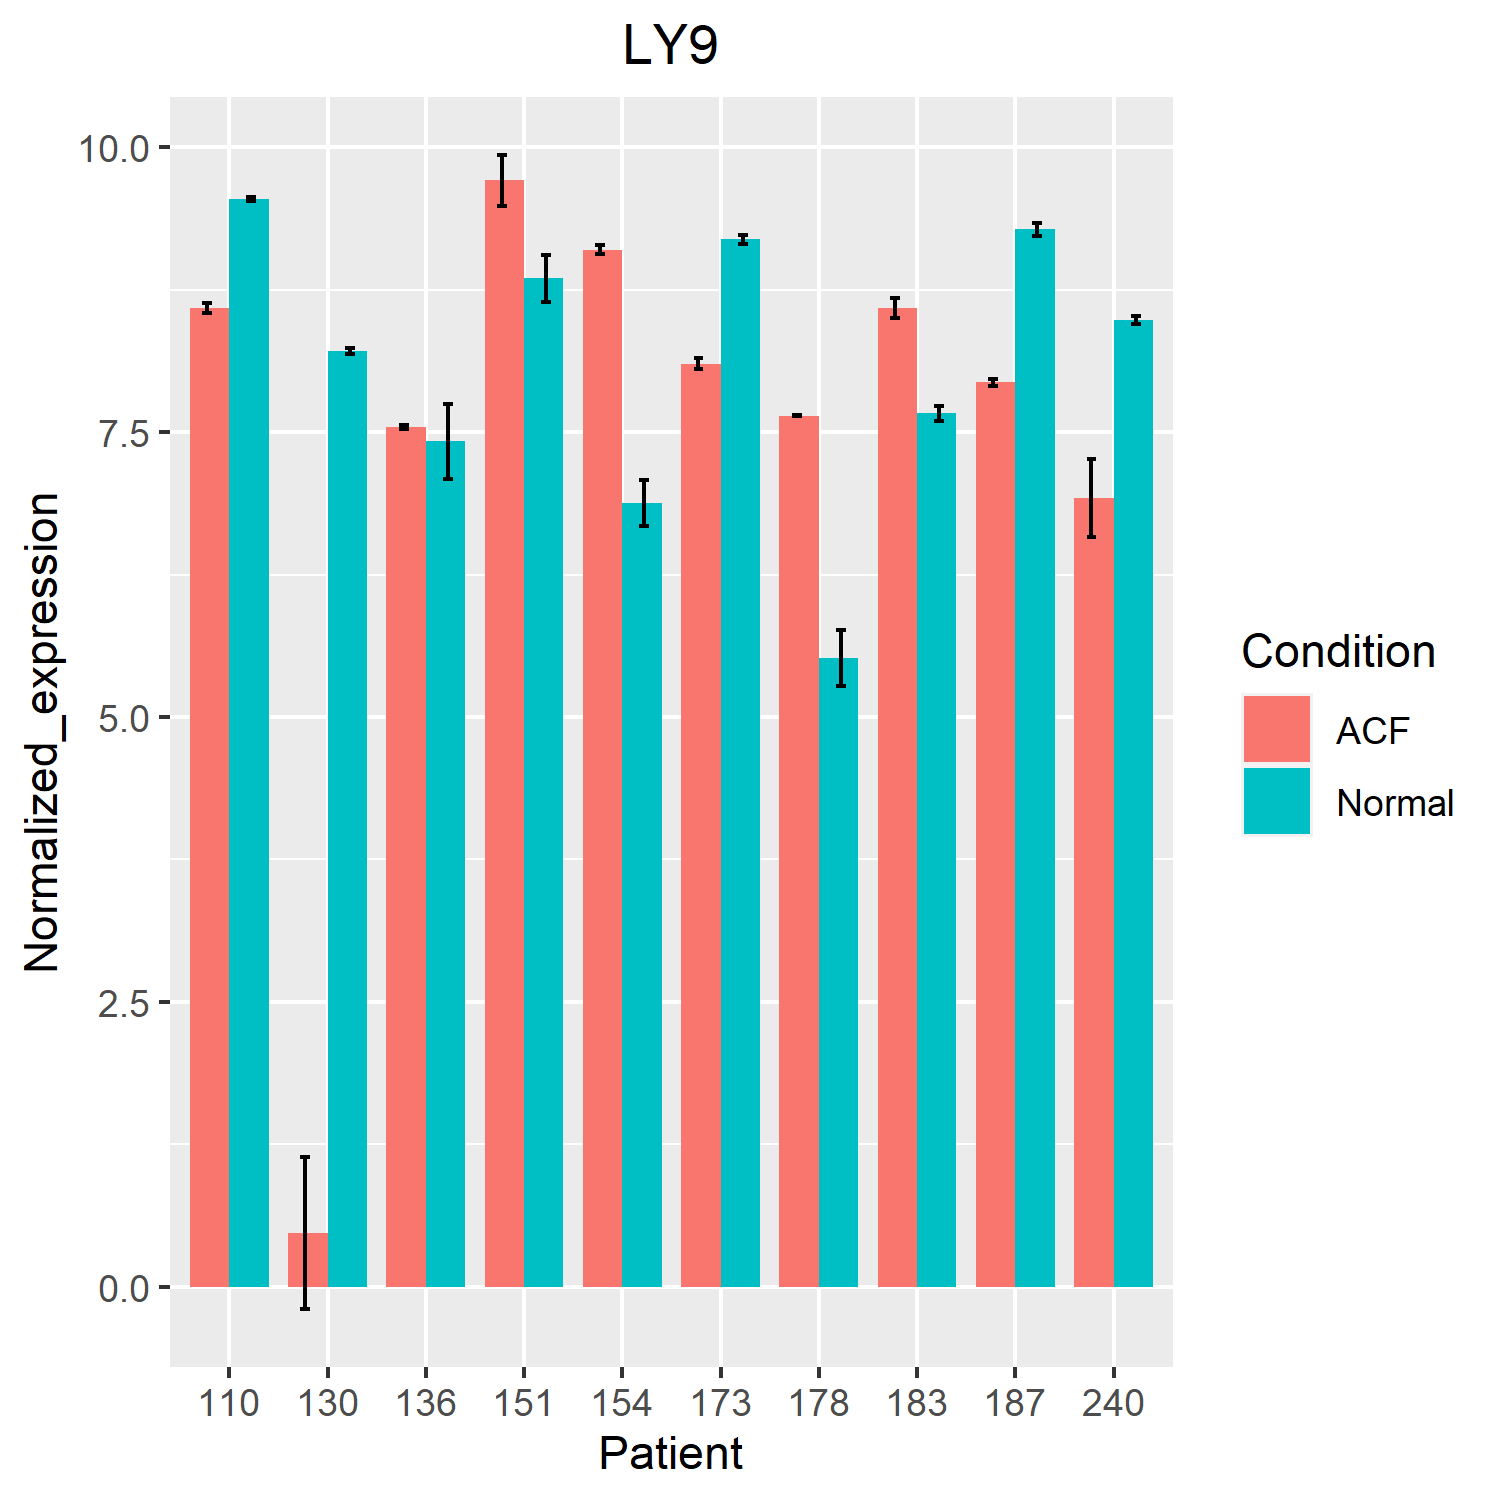 LY9
10.0
7.5
5.0
2.5
0.0
Normalized_expression
110 130 136 151 154 173 178 183 187 240
Patient
Condition
ACF
Normal